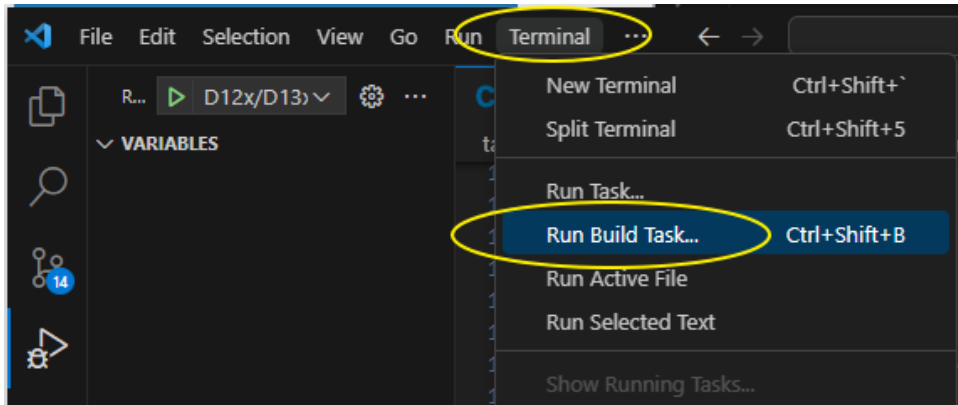 File Edit Selection View Go Run Terminal ...
R... D12x/D13x
VARIABLES
14
New Terminal Ctrl+Shift+`
Split Terminal Ctrl+Shift+5
Run Task...
Run Build Task... Ctrl+Shift+B
Run Active File
Run Selected Text
Show Running Tasks...